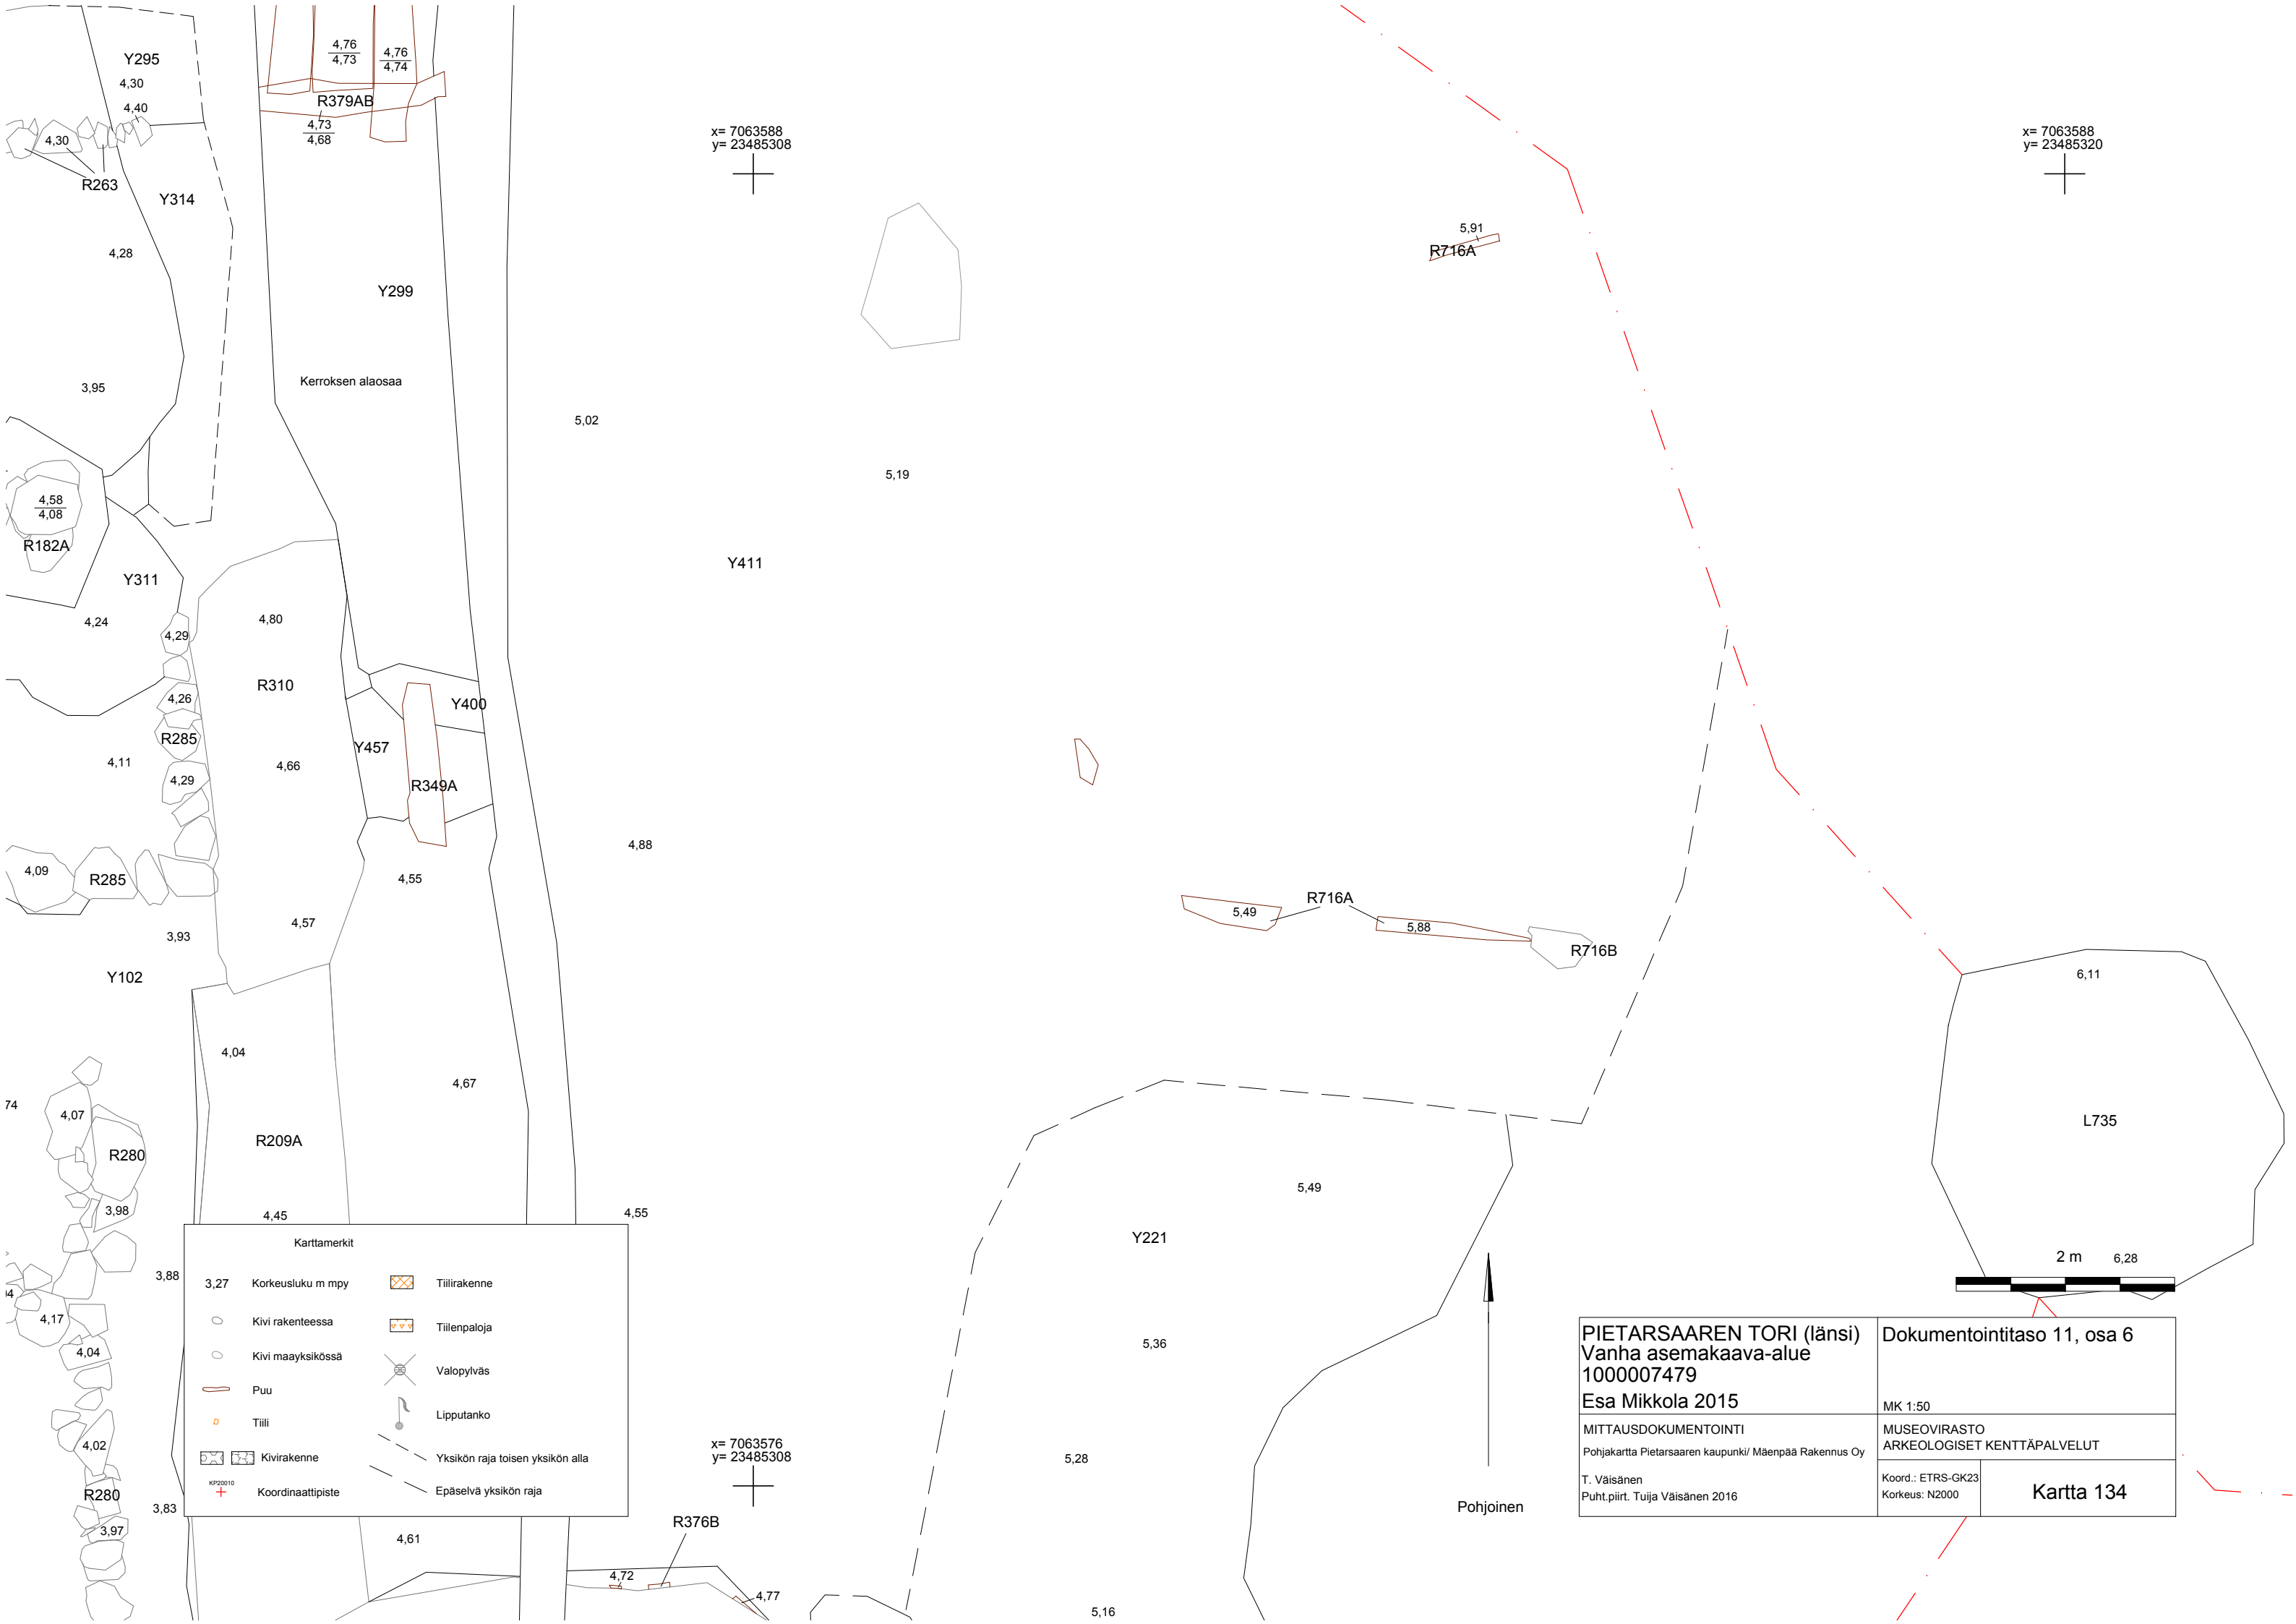 Y295
4,30
4,40
4,30
R263
Y314
4,28
3,95
4,76
4,73
4,76
4,74
R379AB
4,73
4,68
Y299
Kerroksen alaosaa
x= 7063588
y= 23485308
x= 7063588
y= 23485320
5,91
R716A
5,02
5,19
Y411
4,58
4,08
R182A
Y311
4,24
4,29
4,80
4,26
R310
R285
4,11
4,66
4,29
Y400
Y457
R349A
4,88
4,09
R285
4,55
4,57
3,93
Y102
R716A
5,49
5,88
R716B
6,11
L735
4,04
4,67
74
4,07
R209A
R280
3,98
4,45
4,55
5,49
Y221
3,88
4,17
4,04
5,36
4,02
5,28
R280
3,83
3,97
4,61
R376B
4,72
4,77
5,16
2 m
6,28
Karttamerkit
3,27 Korkeusluku m mpy
Kivi rakenteessa
Kivi maayksikössä
Puu
Tiili
Kivirakenne
KP20010
Koordinaattipiste
Tiilirakenne
Tiilenpaloja
Valopylväs
Lipputanko
Yksikön raja toisen yksikön alla
Epäselvä yksikön raja
x= 7063576
y= 23485308
Pohjoinen
PIETARSAAREN TORI (länsi)
Vanha asemakaava-alue
1000007479
Esa Mikkola 2015
Dokumentointitaso 11, osa 6
MK 1:50
MITTAUSDOKUMENTOINTI
Pohjakartta Pietarsaaren kaupunki/ Mäenpää Rakennus Oy
T. Väisänen
Puht.piirt. Tuija Väisänen 2016
MUSEOVIRASTO
ARKEOLOGISET KENTTÄPALVELUT
Koord.: ETRS-GK23
Korkeus: N2000
Kartta 134